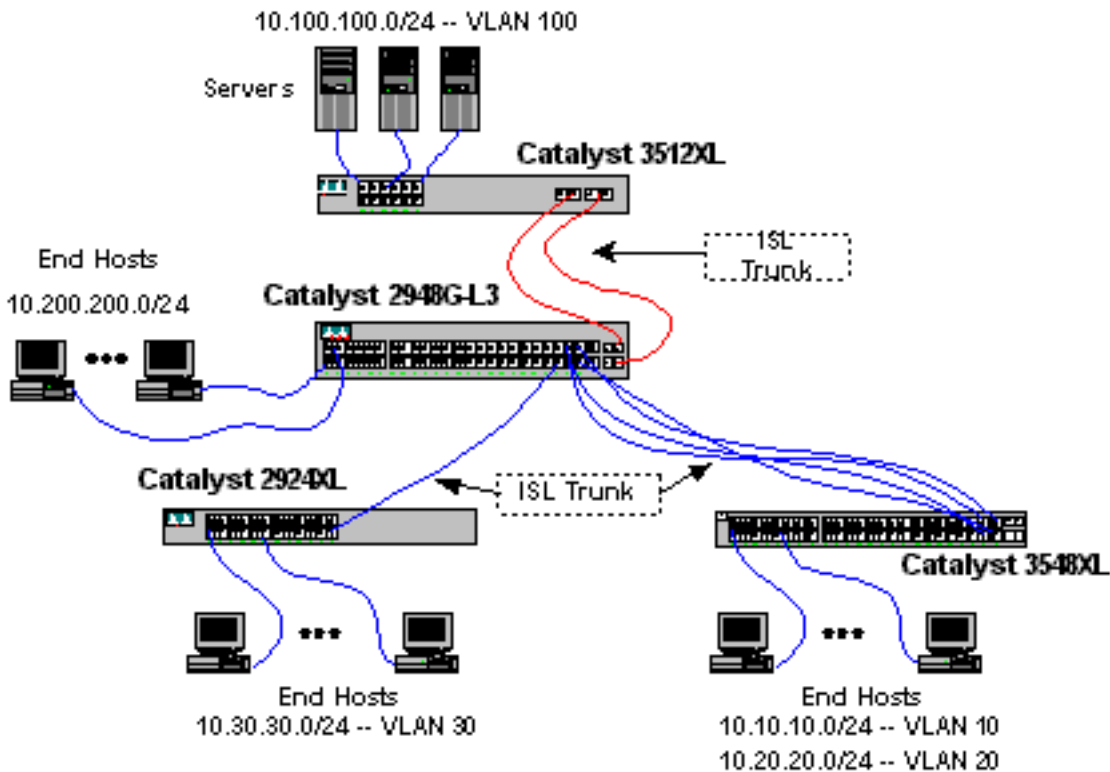 10.100.100.0/24 -- VLAN 100
Servers
Catalyst 3512XL
ISL
Trunk
End Hosts
10.200.200.0/24
Catalyst 2948G-L3
Catalyst 2924XL
ISL Trunk
Catalyst 3548XL
End Hosts
10.30.30.0/24 -- VLAN 30
End Hosts
10.10.10.0/24 -- VLAN 10
10.20.20.0/24 -- VLAN 20